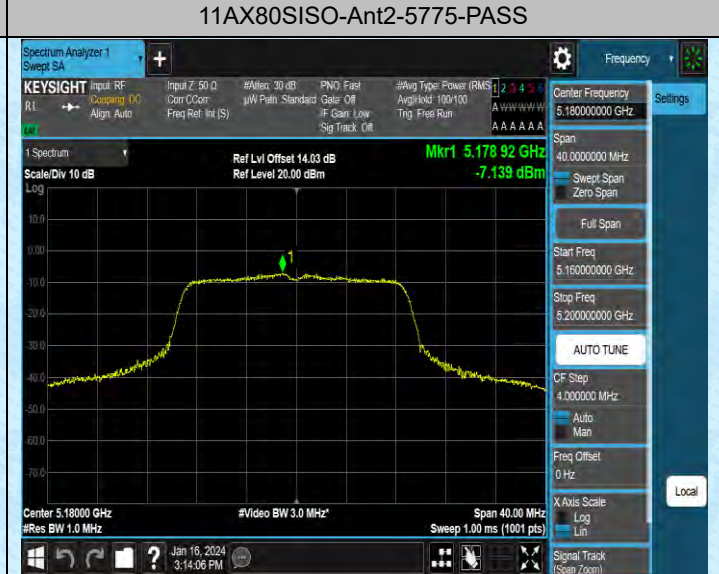 11AX80SISO-Ant2-5775-PASS
Spectrum Analyzer 1
Swept SA
+
Frequency
KEYSIGHT
Input: RF
Coupling: DC
Align: Auto
Input Z: 50 Ω
Corr CCorr
Freq Ref: Int (S)
#Atten: 30 dB
µW Path: Standard
PNO: Fast
Gate: Off
IF Gain: Low
Sig Track: Off
#Avg Type: Power (RMS)
Avg|Hold: 100/100
Trig: Free Run
1 2 3 4 5 6
A W W W W W
A A A A A A
Center Frequency
5.180000000 GHz
Settings
Span
40.0000000 MHz
Swept Span
Zero Span
Full Span
Start Freq
5.160000000 GHz
Stop Freq
5.200000000 GHz
AUTO TUNE
CF Step
4.000000 MHz
Auto
Man
Freq Offset
0 Hz
X Axis Scale
Log
Lin
Signal Track
(Span Zoom)
Local
1 Spectrum
Scale/Div 10 dB
Ref Lvl Offset 14.03 dB
Ref Level 20.00 dBm
Mkr1 5.178 92 GHz
-7.139 dBm
Log
10.0
0.00
1
-10.0
-20.0
-30.0
-40.0
-50.0
-60.0
-70.0
Center 5.18000 GHz
#Video BW 3.0 MHz*
Span 40.00 MHz
#Res BW 1.0 MHz
Sweep 1.00 ms (1001 pts)
?
Jan 16, 2024
3:14:06 PM